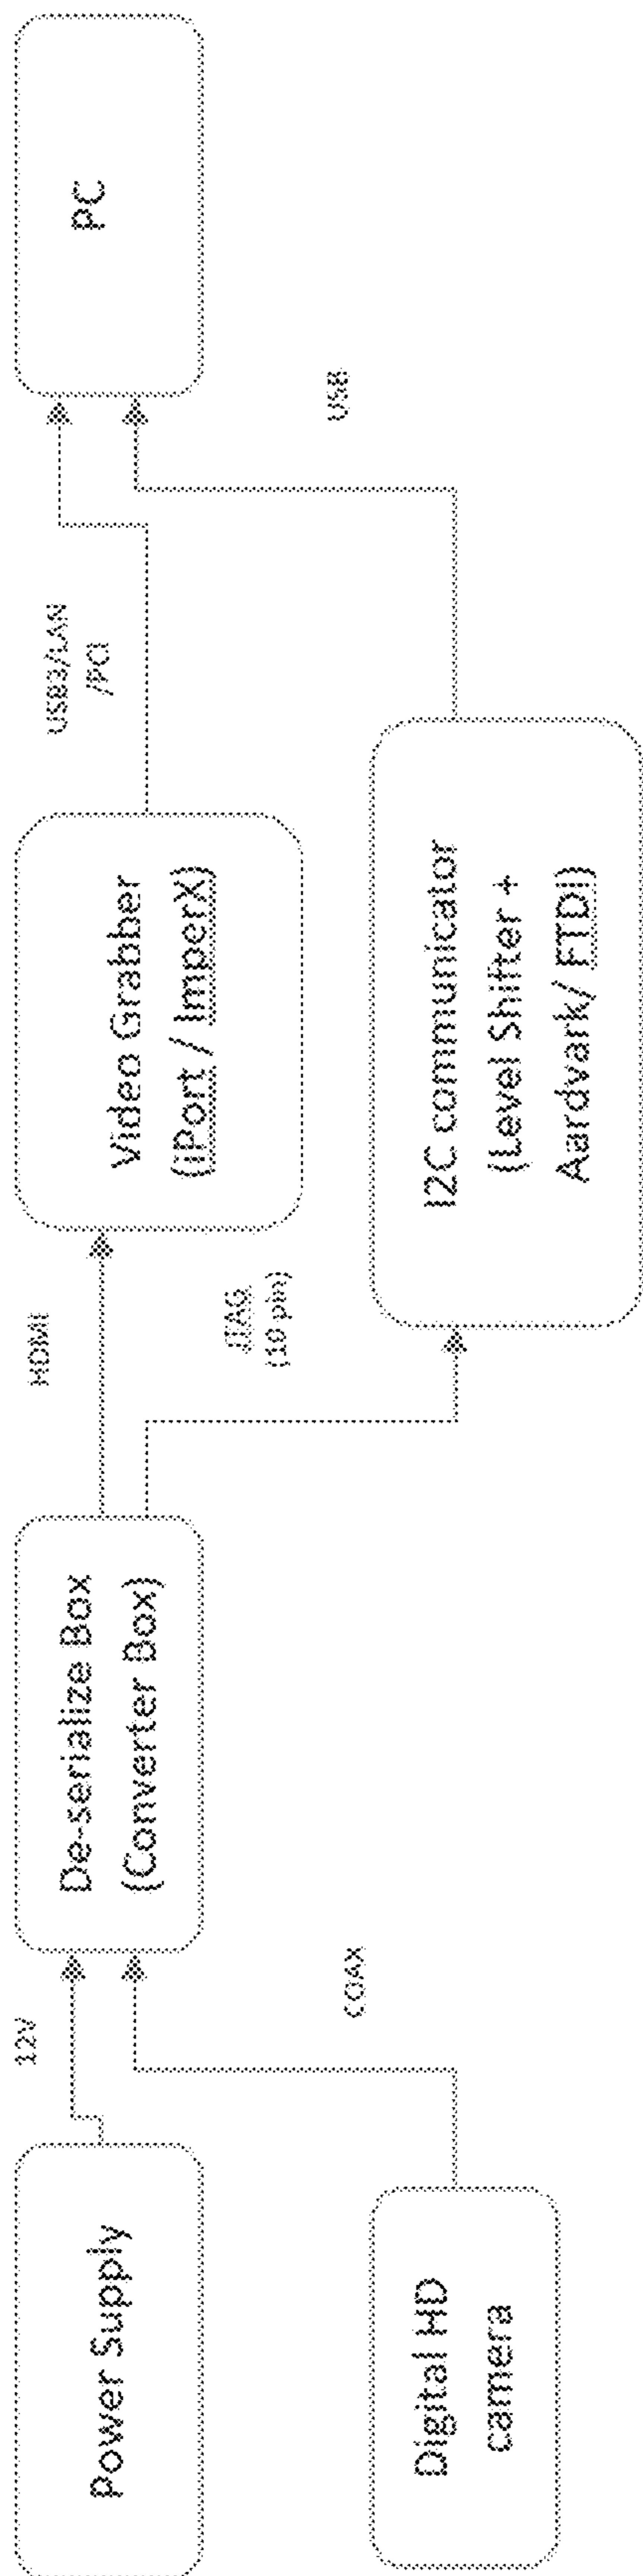 Power Supply
12V
De-serialize Box
(Converter Box)
HDMI
Video Grabber
(iPort / ImperX)
USB3/LAN
/PCI
PC
Digital HD
camera
COAX
JTAG
(10 pin)
I2C communicator
(Level Shifter +
Aardvark/ FTDI)
USB